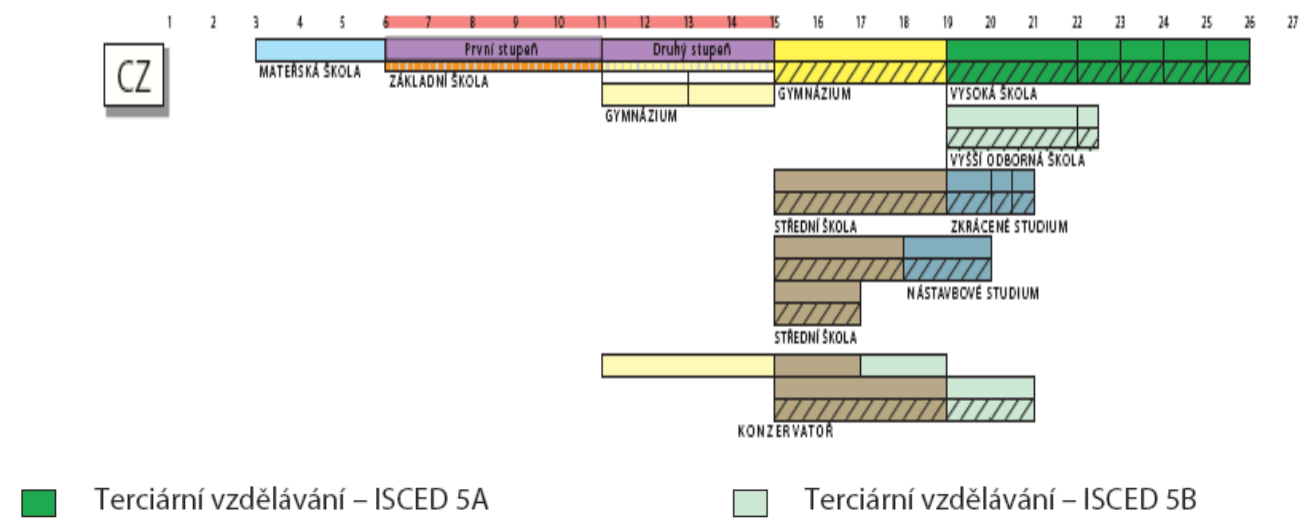 1 2 3 4 5 6 7 8 9 10 11 12 13 14 15 16 17 18 19 20 21 22 23 24 25 26 27
CZ
První stupeň Druhý stupeň
MATEŘSKÁ ŠKOLA
ZÁKLADNÍ ŠKOLA
GYMNÁZIUM
GYMNÁZIUM
VYSOKÁ ŠKOLA
VYŠŠÍ ODBORNÁ ŠKOLA
STŘEDNÍ ŠKOLA
ZKRÁCENÉ STUDIUM
NÁSTAVBOVÉ STUDIUM
STŘEDNÍ ŠKOLA
KONZERVATOŘ
Terciární vzdělávání – ISCED 5A
Terciární vzdělávání – ISCED 5B